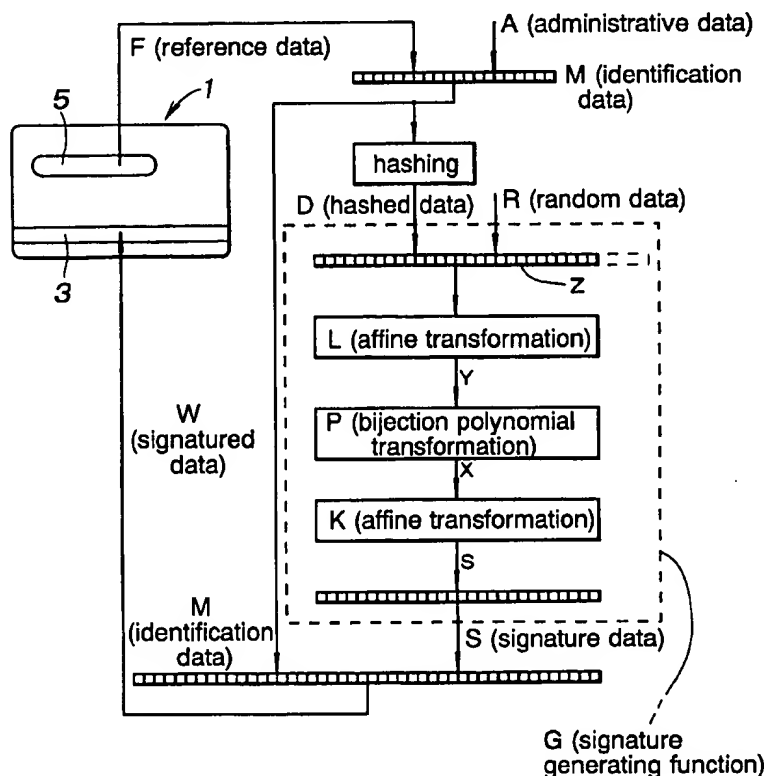 A (administrative data)
F (reference data)
M (identification
data)
1
5
hashing
D (hashed data)
R (random data)
3
Z
L (affine transformation)
Y
W
(signatured
data)
P (bijection polynomial
transformation)
X
K (affine transformation)
S
M
(identification
data)
S (signature data)
G (signature
generating function)